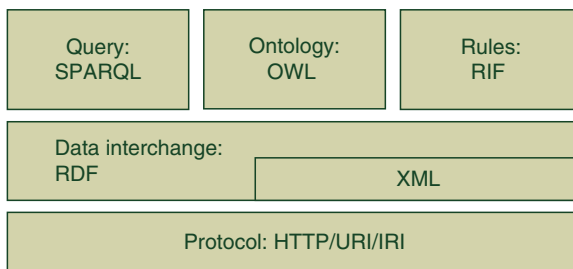 Query:
SPARQL
Ontology:
OWL
Rules:
RIF
Data interchange:
RDF
XML
Protocol: HTTP/URI/IRI